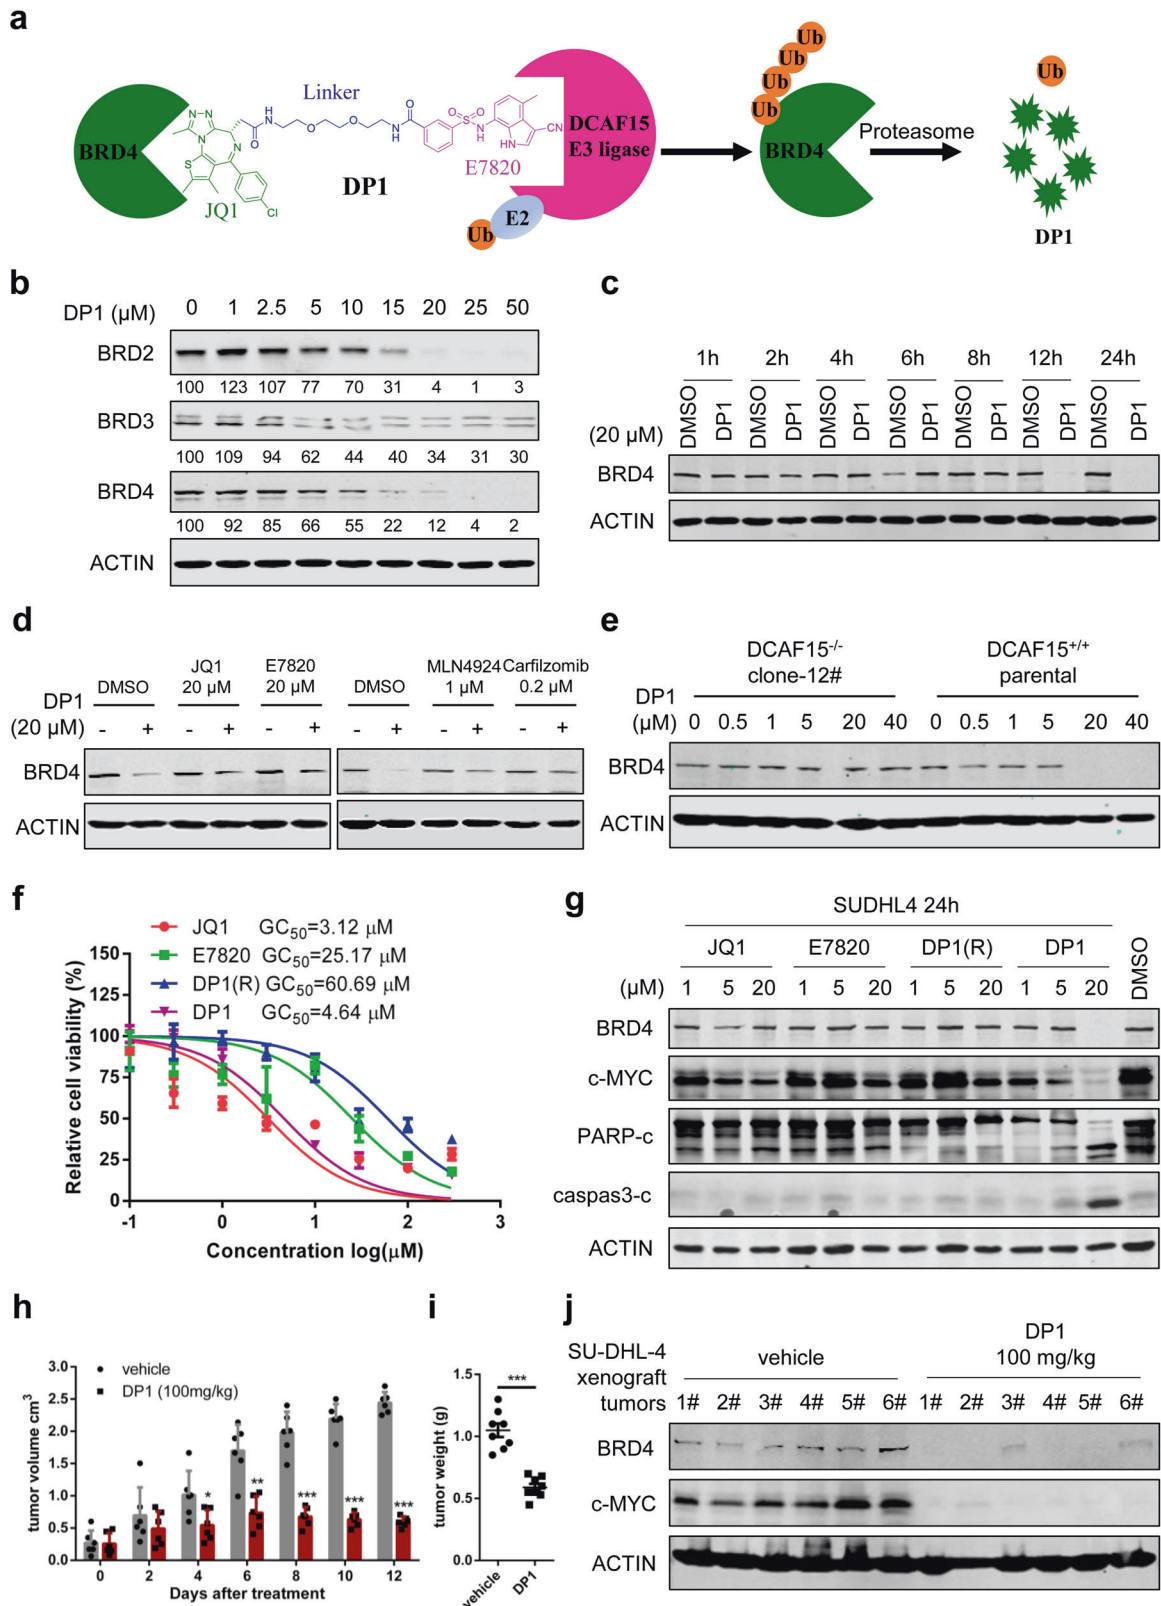 a
Ub
Ub
Ub
Ub
Ub
N-N
N
N
O
H
N
Linker
O
O
N
H
O
O
O
S
NH
HN
CN
S
Cl
BRD4
JQ1
DP1
E7820
DCAF15
E3 ligase
E2
Ub
BRD4
Proteasome
DP1
b
DP1 (μM) 0 1 2.5 5 10 15 20 25 50
BRD2
100 123 107 77 70 31 4 1 3
BRD3
100 109 94 62 44 40 34 31 30
BRD4
100 92 85 66 55 22 12 4 2
ACTIN
c
1h 2h 4h 6h 8h 12h 24h
(20 μM) DMSO DP1 DMSO DP1 DMSO DP1 DMSO DP1 DMSO DP1 DMSO DP1 DMSO DP1
BRD4
ACTIN
d
JQ1 E7820 MLN4924 Carfilzomib
DMSO 20 μM 20 μM DMSO 1 μM 0.2 μM
DP1
(20 μM) - + - + - + - + - + - +
BRD4
ACTIN
e
DCAF15-/- DCAF15+/+
clone-12# parental
DP1
(μM) 0 0.5 1 5 20 40 0 0.5 1 5 20 40
BRD4
ACTIN
f
JQ1 GC50=3.12 μM
E7820 GC50=25.17 μM
DP1(R) GC50=60.69 μM
DP1 GC50=4.64 μM
Relative cell viability (%)
150
125
100
75
50
25
0
-1 0 1 2 3
Concentration log(μM)
g
SUDHL4 24h
JQ1 E7820 DP1(R) DP1 DMSO
(μM) 1 5 20 1 5 20 1 5 20 1 5 20
BRD4
c-MYC
PARP-c
caspas3-c
ACTIN
h
vehicle
DP1 (100mg/kg)
tumor volume cm3
3.0
2.5
2.0
1.5
1.0
0.5
0.0
* ** *** *** ***
0 2 4 6 8 10 12
Days after treatment
i
tumor weight (g)
1.5
1.0
0.5
0.0
***
vehicle DP1
j
DP1
SU-DHL-4 vehicle 100 mg/kg
xenograft
tumors 1# 2# 3# 4# 5# 6# 1# 2# 3# 4# 5# 6#
BRD4
c-MYC
ACTIN